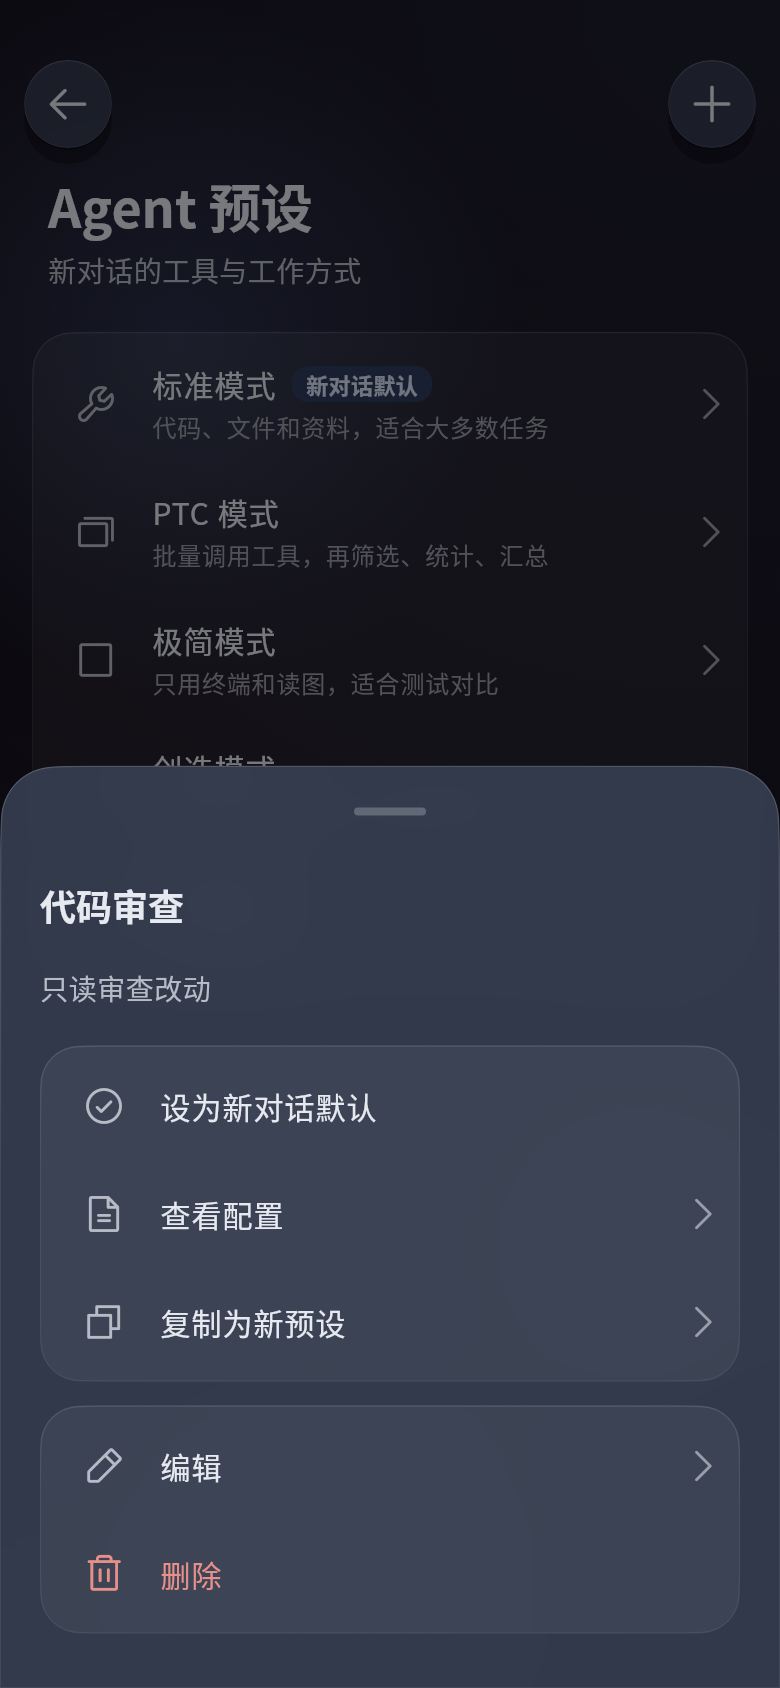 Agent 预设
新对话的工具与工作方式
标准模式 新对话默认
代码、文件和资料，适合大多数任务
PTC 模式
批量调用工具，再筛选、统计、汇总
极简模式
只用终端和读图，适合测试对比
创造模式
代码审查
只读审查改动
设为新对话默认
查看配置
复制为新预设
编辑
删除